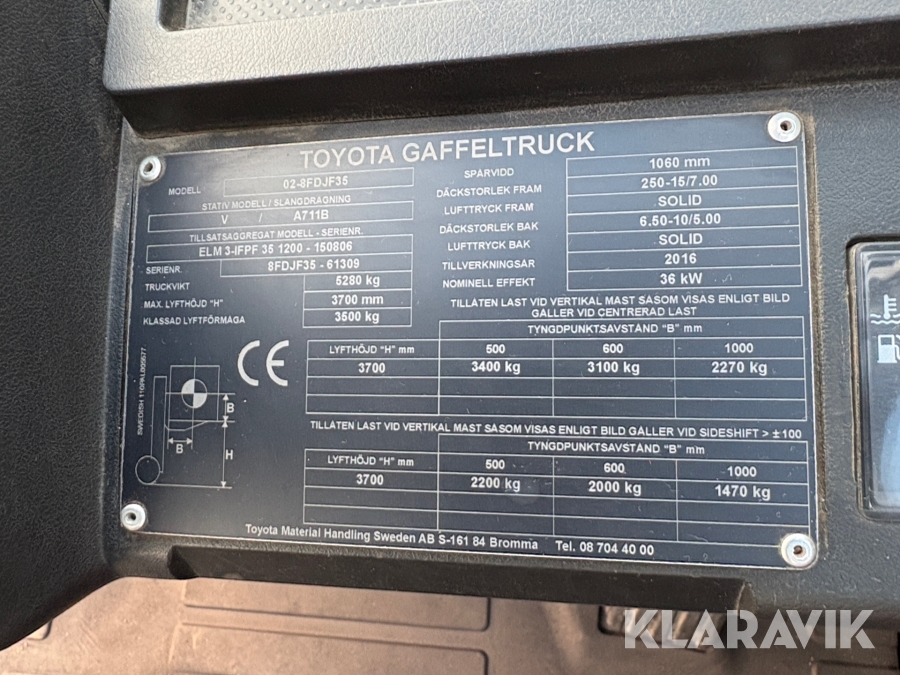 TOYOTA GAFFELTRUCK
MODELL 02-8FDJF35
STATIV MODELL / SLANGDRAGNING
V / A711B
TILLSATSAGGREGAT MODELL - SERIENR.
ELM 3-IFPF 35 1200 - 150806
SERIENR. 8FDJF35 - 61309
TRUCKVIKT 5280 kg
MAX. LYFTHÖJD "H" 3700 mm
KLASSAD LYFTFÖRMÅGA 3500 kg
SPÅRVIDD 1060 mm
DÄCKSTORLEK FRAM 250-15/7.00
LUFTTRYCK FRAM SOLID
DÄCKSTORLEK BAK 6.50-10/5.00
LUFTTRYCK BAK SOLID
TILLVERKNINGSÅR 2016
NOMINELL EFFEKT 36 kW
TILLÅTEN LAST VID VERTIKAL MAST SÅSOM VISAS ENLIGT BILD
GÄLLER VID CENTRERAD LAST
TYNGDPUNKTSAVSTÅND "B" mm
LYFTHÖJD "H" mm 500 600 1000
3700 3400 kg 3100 kg 2270 kg
TILLÅTEN LAST VID VERTIKAL MAST SÅSOM VISAS ENLIGT BILD GÄLLER VID SIDESHIFT > ±100
TYNGDPUNKTSAVSTÅND "B" mm
LYFTHÖJD "H" mm 500 600 1000
3700 2200 kg 2000 kg 1470 kg
CE
B
B
H
Toyota Material Handling Sweden AB S-161 84 Bromma Tel. 08 704 40 00
KLARAVIK